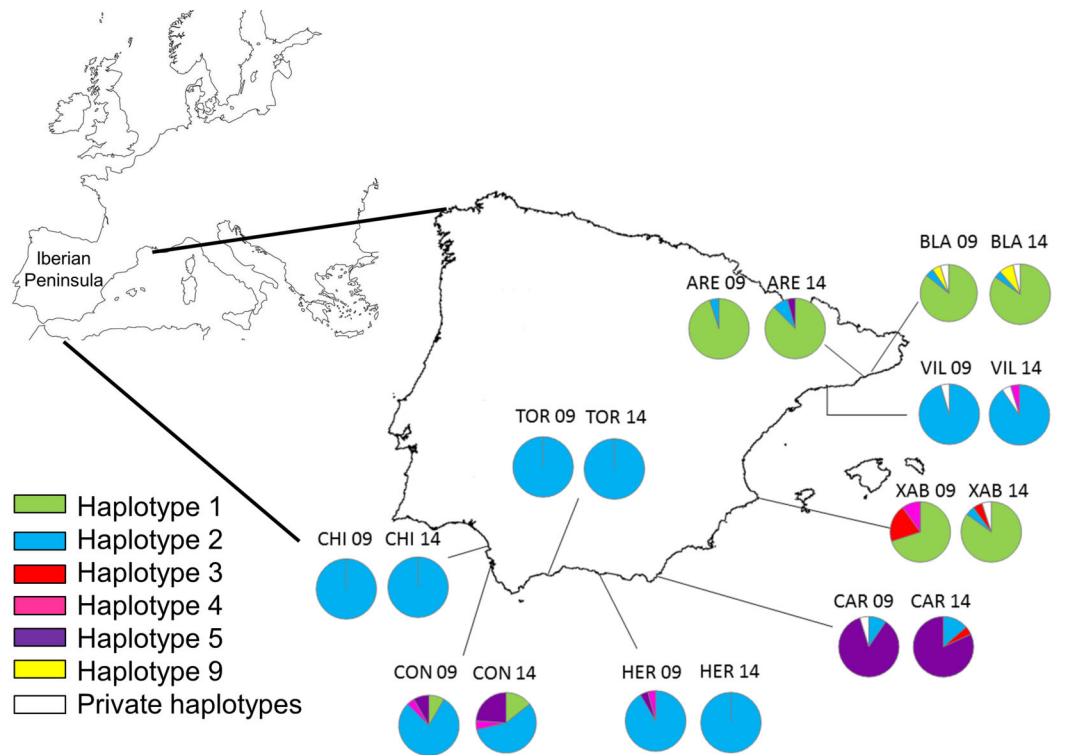 Iberian
Peninsula
BLA 09 BLA 14
ARE 09 ARE 14
VIL 09 VIL 14
TOR 09 TOR 14
XAB 09 XAB 14
CHI 09 CHI 14
CAR 09 CAR 14
CON 09 CON 14
HER 09 HER 14
Haplotype 1
Haplotype 2
Haplotype 3
Haplotype 4
Haplotype 5
Haplotype 9
Private haplotypes